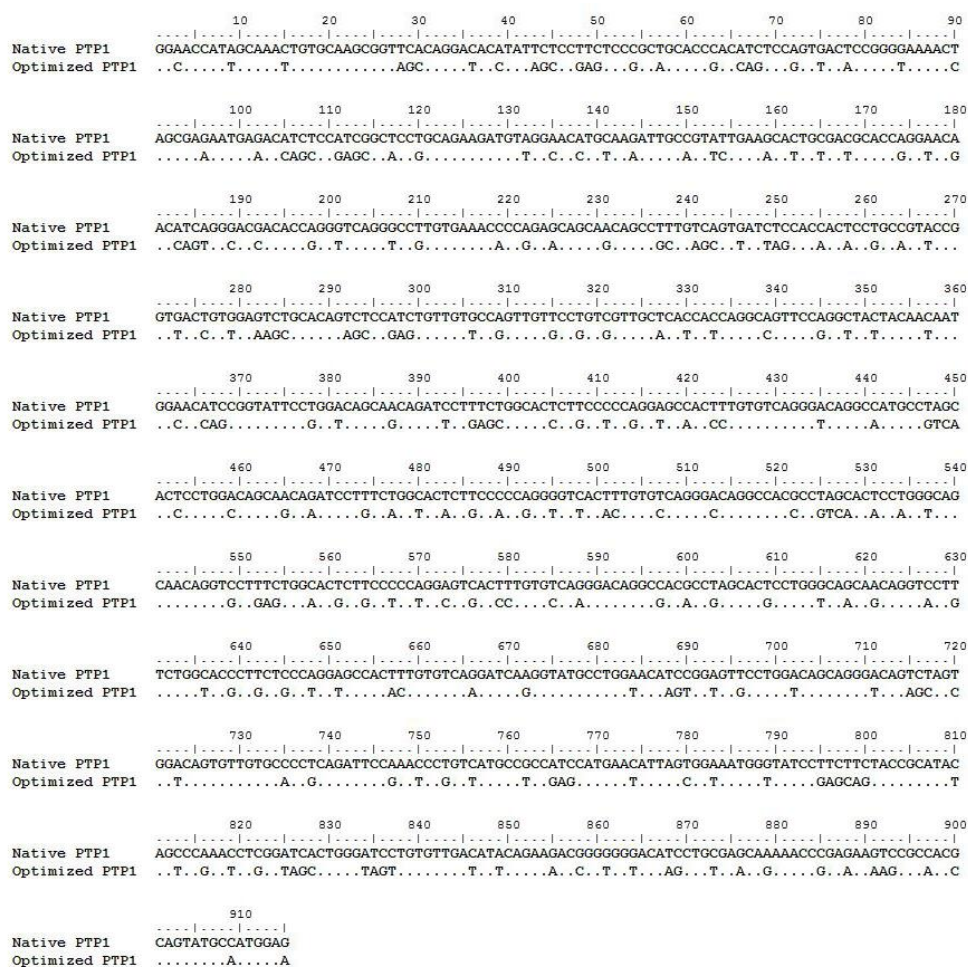 10 20 30 40 50 60 70 80 90
....|....|....|....|....|....|....|....|....|....|....|....|....|....|....|....|....|....|
Native PTP1 GGAACCATAGCAAACTGTGCAAGCGGTTCACAGGACACATATTCTCCTTCTCCCGCTGCACCCACATCTCCAGTGACTCCGGGGAAAACT
Optimized PTP1 ..C.....T.....T............AGC.....T..C...AGC..GAG...G..A.....G..CAG...G..T..A.....T.....C
100 110 120 130 140 150 160 170 180
....|....|....|....|....|....|....|....|....|....|....|....|....|....|....|....|....|....|
Native PTP1 AGCGAGAATGAGACATCTCCATCGGCTCCTGCAGAAGATGTAGGAACATGCAAGATTGCCGTATTGAAGCACTGCGACGCACCAGGAACA
Optimized PTP1 .....A.....A..CAGC..GAGC..A..G...........T..C..C..T..A.....A..TC...A..T..T..T.....G..T..G
190 200 210 220 230 240 250 260 270
....|....|....|....|....|....|....|....|....|....|....|....|....|....|....|....|....|....|
Native PTP1 ACATCAGGGACGACACCAGGGTCAGGGCCTTGTGAAACCCCAGAGCAGCAACAGCCTTTGTCAGTGATCTCCACCACTCCTGCCGTACCG
Optimized PTP1 ..CAGT..C..C.....G..T.....T..G........A..G..A.....G.....GC..AGC..T..TAG...A..A..G..A..T...
280 290 300 310 320 330 340 350 360
....|....|....|....|....|....|....|....|....|....|....|....|....|....|....|....|....|....|
Native PTP1 GTGACTGTGGAGTCTGCACAGTCTCCATCTGTTGTGCCAGTTGTTCCTGTCGTTGCTCACCACCAGGCAGTTCCAGGCTACTACAACAAT
Optimized PTP1 ..T..C..T..AAGC......AGC..GAG......T..G.....G..G..G.....A..T..T.....C.....G..T..T.....T...
370 380 390 400 410 420 430 440 450
....|....|....|....|....|....|....|....|....|....|....|....|....|....|....|....|....|....|
Native PTP1 GGAACATCCGGTATTCCTGGACAGCAACAGATCCTTTCTGGCACTCTTCCCCCAGGAGCCACTTTGTGTCAGGGACAGGCCATGCCTAGC
Optimized PTP1 ..C..CAG.........G..T.....G.....T..GAGC.....C..G..T..G..T..A..CC..........T.....A.....GTCA
460 470 480 490 500 510 520 530 540
....|....|....|....|....|....|....|....|....|....|....|....|....|....|....|....|....|....|
Native PTP1 ACTCCTGGACAGCAACAGATCCTTTCTGGCACTCTTCCCCCAGGGGTCACTTTGTGTCAGGGACAGGCCACGCCTAGCACTCCTGGGCAG
Optimized PTP1 ..C.....C.....G..A.....G..A..T..A..G..A..G..T..T..AC....C.....C........C..GTCA..A..A..T...
550 560 570 580 590 600 610 620 630
....|....|....|....|....|....|....|....|....|....|....|....|....|....|....|....|....|....|
Native PTP1 CAACAGGTCCTTTCTGGCACTCTTCCCCCAGGAGTCACTTTGTGTCAGGGACAGGCCACGCCTAGCACTCCTGGGCAGCAACAGGTCCTT
Optimized PTP1 ........G..GAG...A..G..G..T..T..C..G..CC....C..A........G..A..G.....G.....T..A..G.....A..G
640 650 660 670 680 690 700 710 720
....|....|....|....|....|....|....|....|....|....|....|....|....|....|....|....|....|....|
Native PTP1 TCTGGCACCCTTCTCCCAGGAGCCACTTTGTGTCAGGATCAAGGTATGCCTGGAACATCCGGAGTTCCTGGACAGCAGGGACAGTCTAGT
Optimized PTP1 .....T..G..G..G..T..T.....AC.......A.....G...........T...AGT..T..G.....T........T...AGC..C
730 740 750 760 770 780 790 800 810
....|....|....|....|....|....|....|....|....|....|....|....|....|....|....|....|....|....|
Native PTP1 GGACAGTGTTGTGCCCCTCAGATTCCAAACCCTGTCATGCCGCCATCCATGAACATTAGTGGAAATGGGTATCCTTCTTCTACCGCATAC
Optimized PTP1 ..T...........A..G........G..T..G..T.....T..GAG......T.....C..T.....T.....GAGCAG.........T
820 830 840 850 860 870 880 890 900
....|....|....|....|....|....|....|....|....|....|....|....|....|....|....|....|....|....|
Native PTP1 AGCCCAAACCTCGGATCACTGGGATCCTGTGTTGACATACAGAAGACGGGGGGGACATCCTGCGAGCAAAAACCCGAGAAGTCCGCCACG
Optimized PTP1 ..T..G..T..G..TAGC.....TAGT........T..T.....A..C..T..T...AG...T..A..G.....G..A..AAG...A..C
910
....|....|....|
Native PTP1 CAGTATGCCATGGAG
Optimized PTP1 ........A.....A